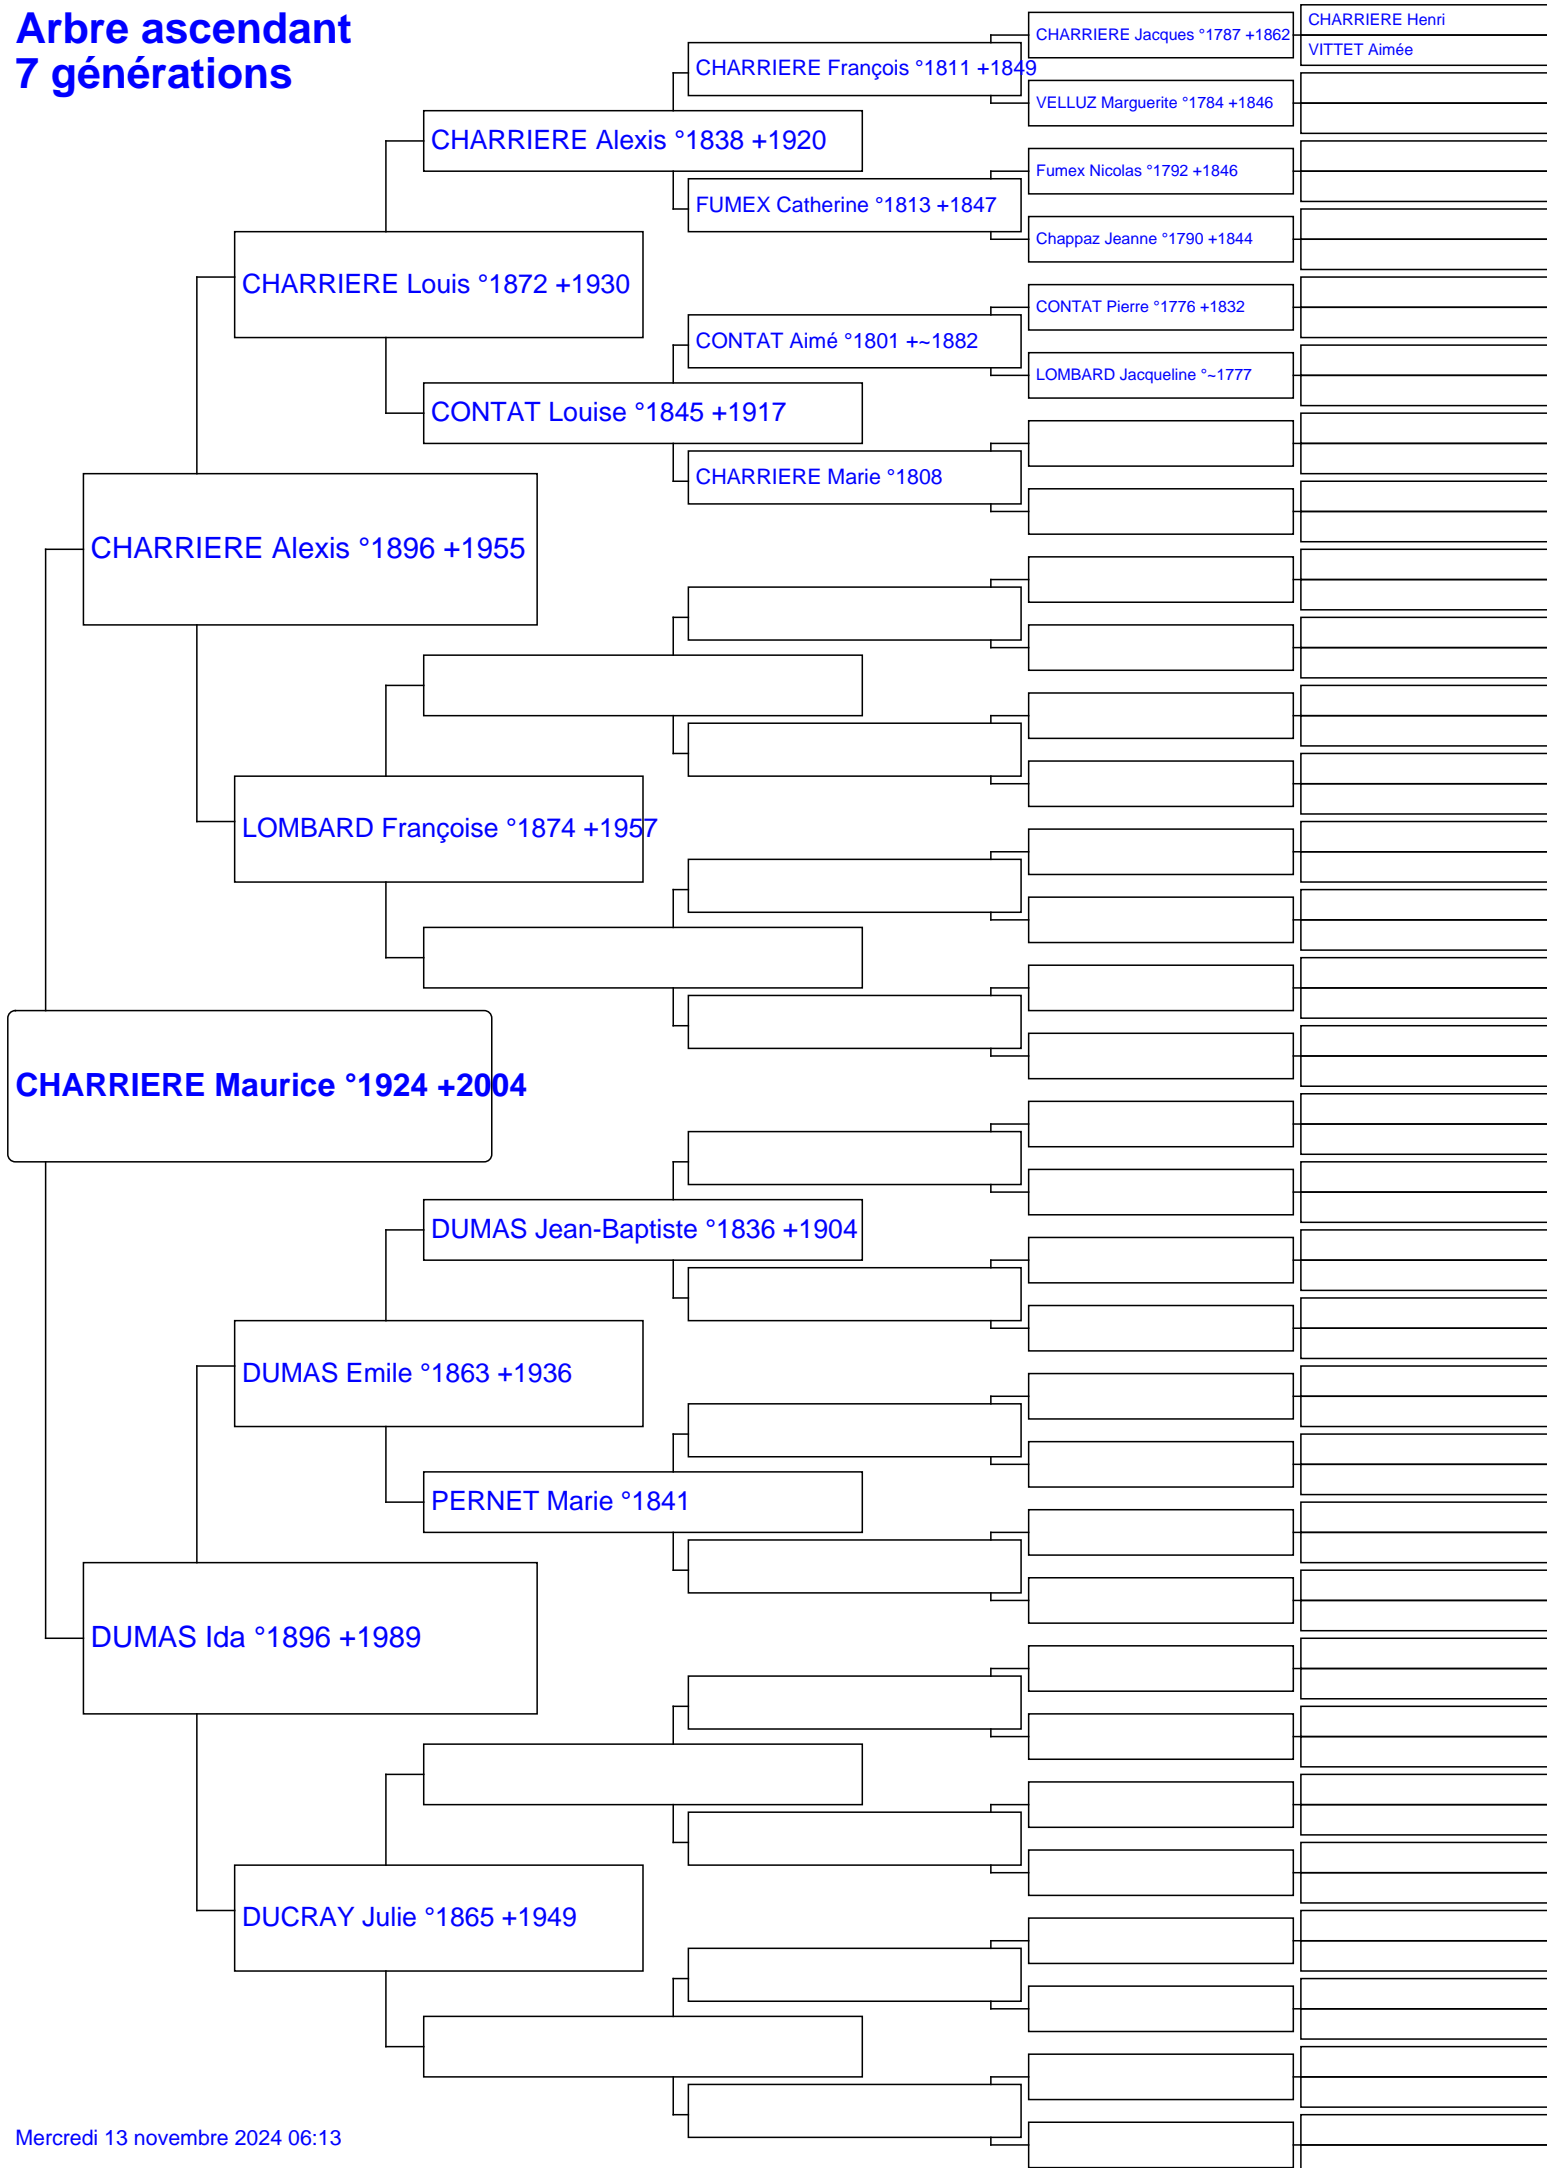 Arbre ascendant
7 générations
CHARRIERE Henri
VITTET Aimée
CHARRIERE Jacques °1787 +1862
CHARRIERE François °1811 +1849
VELLUZ Marguerite °1784 +1846
CHARRIERE Alexis °1838 +1920
Fumex Nicolas °1792 +1846
FUMEX Catherine °1813 +1847
Chappaz Jeanne °1790 +1844
CHARRIERE Louis °1872 +1930
CONTAT Pierre °1776 +1832
CONTAT Aimé °1801 +~1882
LOMBARD Jacqueline °~1777
CONTAT Louise °1845 +1917
CHARRIERE Marie °1808
CHARRIERE Alexis °1896 +1955
LOMBARD Françoise °1874 +1957
CHARRIERE Maurice °1924 +2004
DUMAS Jean-Baptiste °1836 +1904
DUMAS Emile °1863 +1936
PERNET Marie °1841
DUMAS Ida °1896 +1989
DUCRAY Julie °1865 +1949
Mercredi 13 novembre 2024 06:13